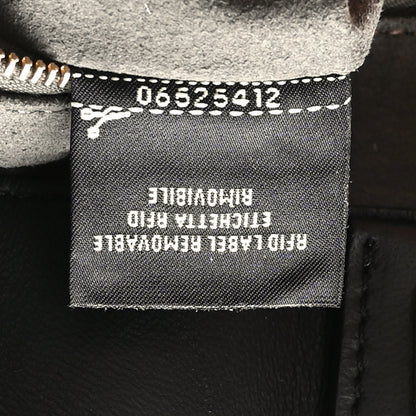 06525412
RFID LABEL REMOVABLE
ETICHETTA RFID
RIMOVIBILE